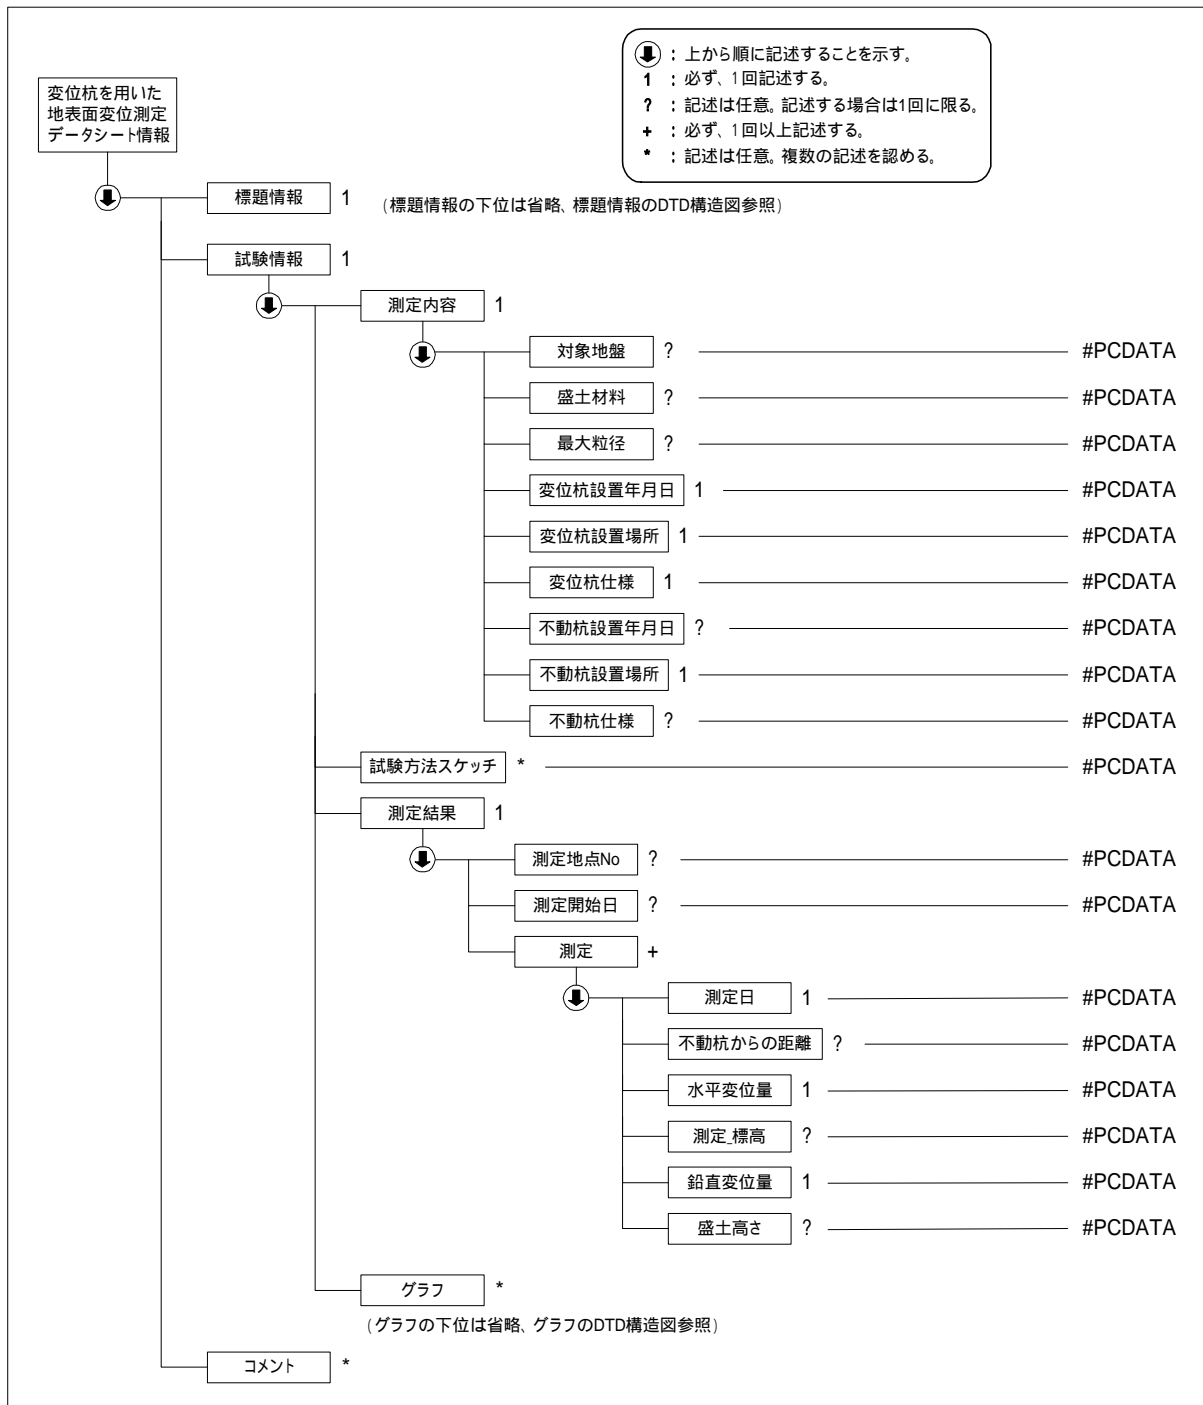 : 上から順に記述することを示す。
1 : 必ず、1回記述する。
? : 記述は任意。記述する場合は1回に限る。
+ : 必ず、1回以上記述する。
* : 記述は任意。複数の記述を認める。
変位杭を用いた
地表面変位測定
データシート情報
標題情報 1 (標題情報の下位は省略、標題情報のDTD構造図参照)
試験情報 1
測定内容 1
対象地盤 ? #PCDATA
盛土材料 ? #PCDATA
最大粒径 ? #PCDATA
変位杭設置年月日 1 #PCDATA
変位杭設置場所 1 #PCDATA
変位杭仕様 1 #PCDATA
不動杭設置年月日 ? #PCDATA
不動杭設置場所 1 #PCDATA
不動杭仕様 ? #PCDATA
試験方法スケッチ * #PCDATA
測定結果 1
測定地点No ? #PCDATA
測定開始日 ? #PCDATA
測定 +
測定日 1 #PCDATA
不動杭からの距離 ? #PCDATA
水平変位量 1 #PCDATA
測定_標高 ? #PCDATA
鉛直変位量 1 #PCDATA
盛土高さ ? #PCDATA
グラフ *
(グラフの下位は省略、グラフのDTD構造図参照)
コメント *